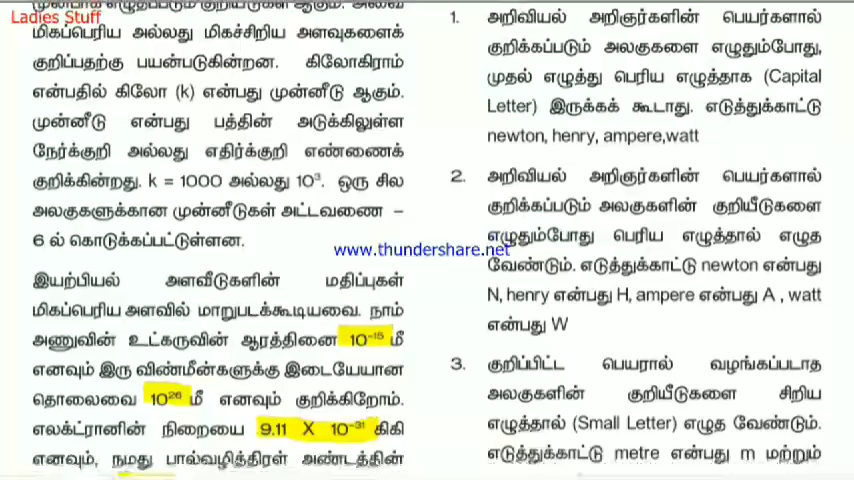 Ladies Stuff
முன்பாக எழுதப்படும் குறியீடுகள் ஆகும். அவை
மிகப்பெரிய அல்லது மிகச்சிறிய அளவுகளைக்
குறிப்பதற்கு பயன்படுகின்றன. கிலோகிராம்
என்பதில் கிலோ (k) என்பது முன்னீடு ஆகும்.
முன்னீடு என்பது பத்தின் அடுக்கிலுள்ள
நேர்க்குறி அல்லது எதிர்க்குறி எண்ணைக்
குறிக்கின்றது. k = 1000 அல்லது 10³. ஒரு சில
அலகுகளுக்கான முன்னீடுகள் அட்டவணை –
6 ல் கொடுக்கப்பட்டுள்ளன.
இயற்பியல் அளவீடுகளின் மதிப்புகள்
மிகப்பெரிய அளவில் மாறுபடக்கூடியவை. நாம்
அணுவின் உட்கருவின் ஆரத்தினை 10⁻¹⁵ மீ
எனவும் இரு விண்மீன்களுக்கு இடையேயான
தொலைவை 10²⁶ மீ எனவும் குறிக்கிறோம்.
எலக்ட்ரானின் நிறையை 9.11 X 10⁻³¹ கிகி
எனவும், நமது பால்வழித்திரள் அண்டத்தின்
1. அறிவியல் அறிஞர்களின் பெயர்களால்
குறிக்கப்படும் அலகுகளை எழுதும்போது,
முதல் எழுத்து பெரிய எழுத்தாக (Capital
Letter) இருக்கக் கூடாது. எடுத்துக்காட்டு
newton, henry, ampere,watt
2. அறிவியல் அறிஞர்களின் பெயர்களால்
குறிக்கப்படும் அலகுகளின் குறியீடுகளை
எழுதும்போது பெரிய எழுத்தால் எழுத
வேண்டும். எடுத்துக்காட்டு newton என்பது
N, henry என்பது H, ampere என்பது A , watt
என்பது W
3. குறிப்பிட்ட பெயரால் வழங்கப்படாத
அலகுகளின் குறியீடுகளை சிறிய
எழுத்தால் (Small Letter) எழுத வேண்டும்.
எடுத்துக்காட்டு metre என்பது m மற்றும்
www.thundershare.net